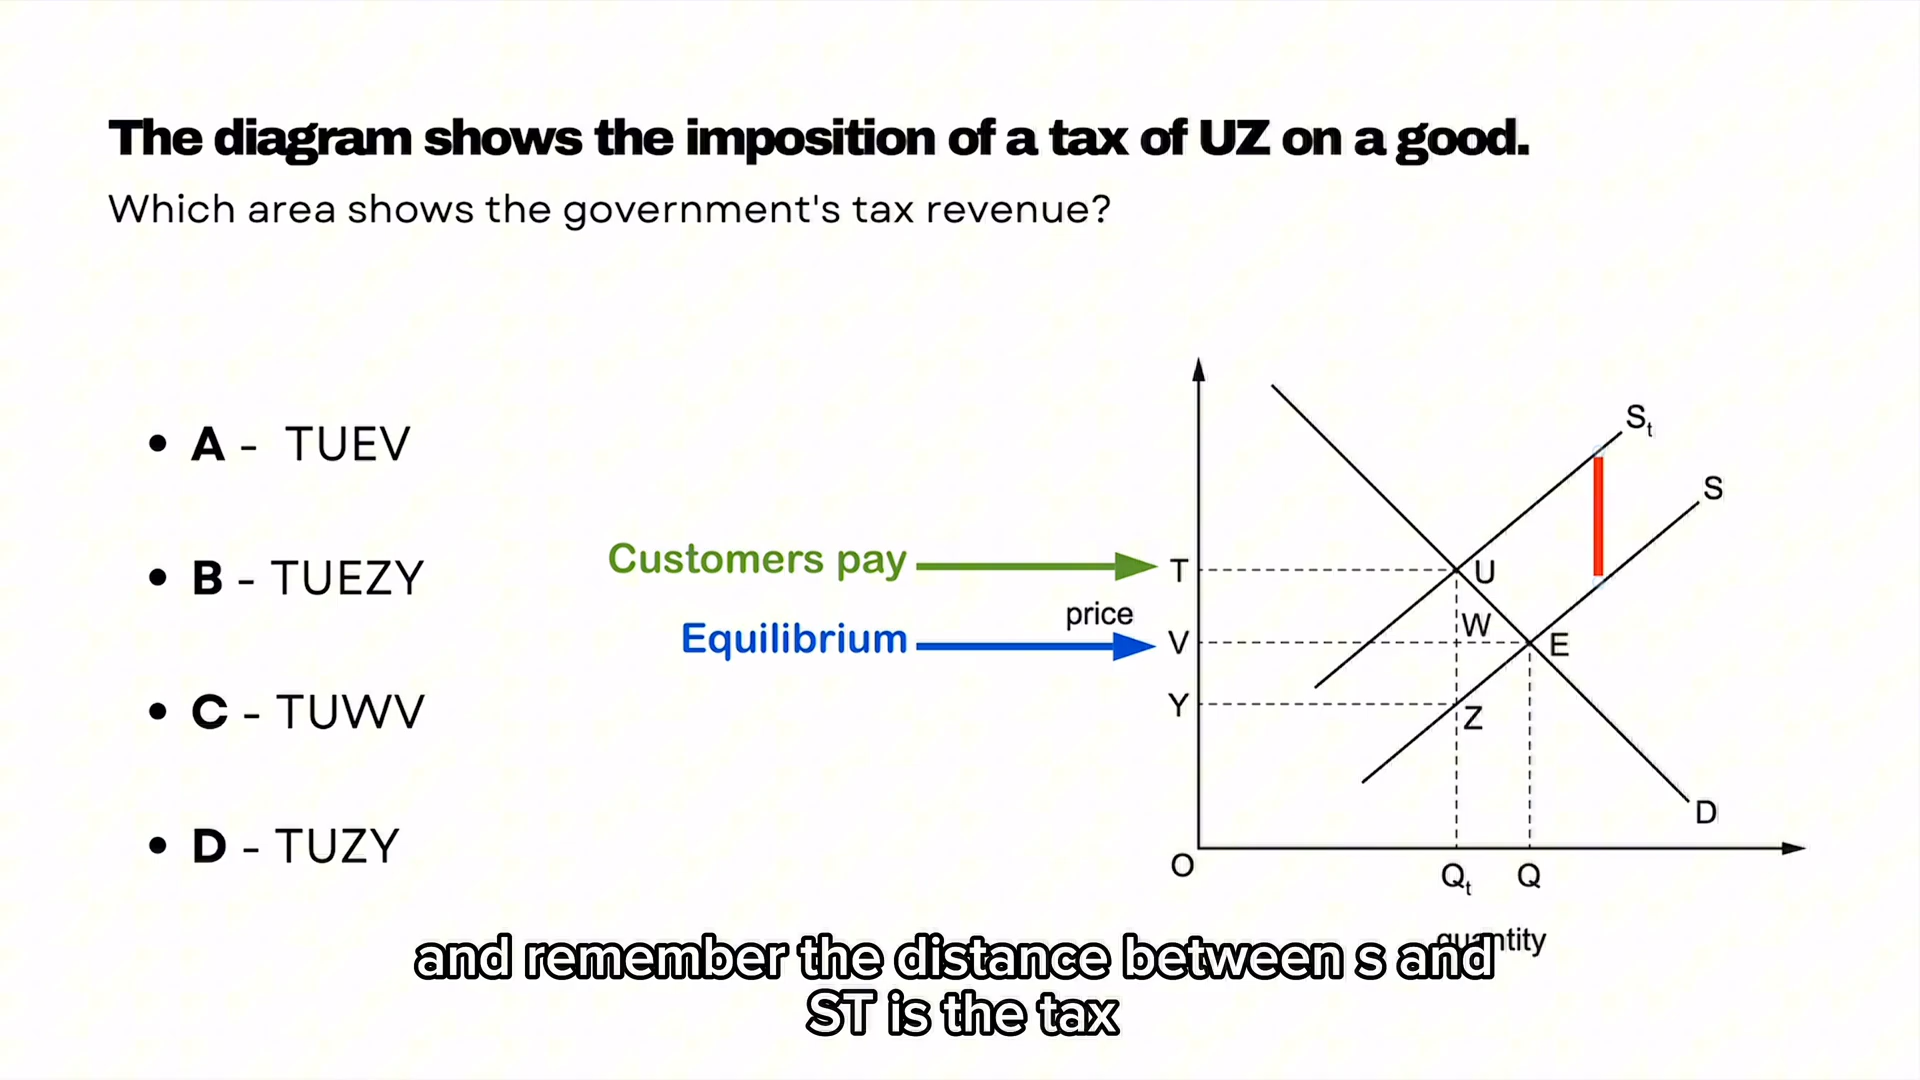 The diagram shows the imposition of a tax of UZ on a good.
Which area shows the government's tax revenue?
• A - TUEV
• B - TUEZY
• C - TUWV
• D - TUZY
Customers pay
Equilibrium
price
T
V
Y
O
U
W
E
Z
St
S
D
Qt
Q
quantity
and remember the distance between s and
ST is the tax